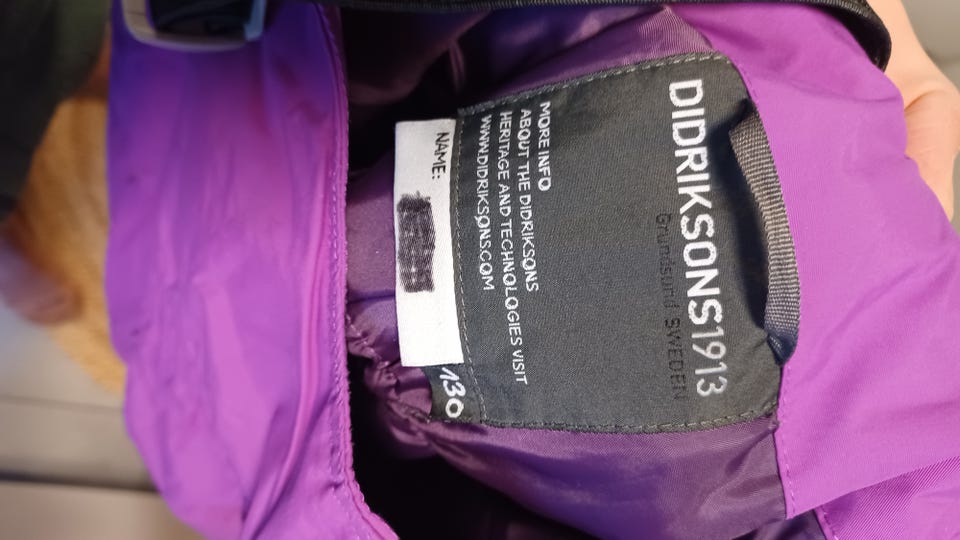 DIDRIKSONS1913
Grundsund SWEDEN
MORE INFO
ABOUT THE DIDRIKSONS
HERITAGE AND TECHNOLOGIES VISIT
WWW.DIDRIKSONS.COM
NAME:
130